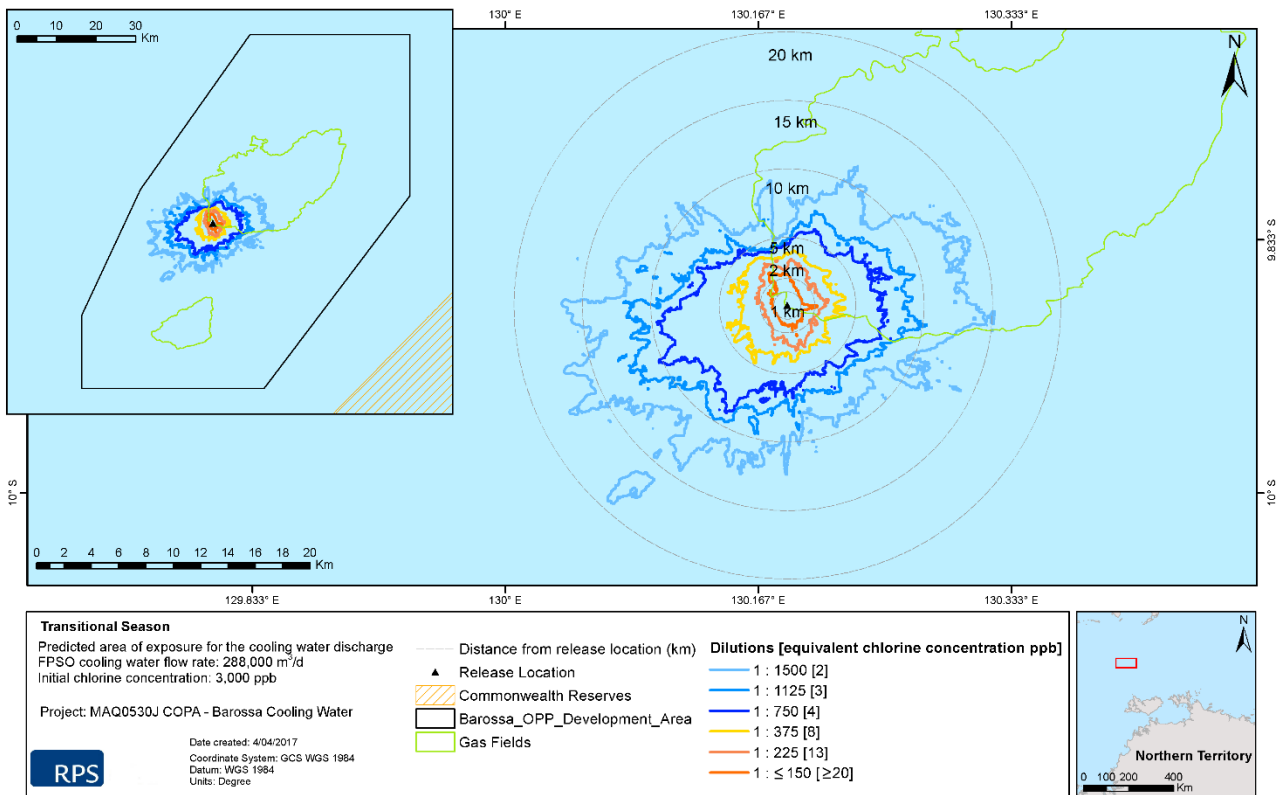 0 10 20 30
Km
130° E 130.167° E 130.333° E
N
20 km
15 km
10 km
5 km
2 km
1 km
9.833° S
10° S 10° S
0 2 4 6 8 10 12 14 16 18 20
Km
129.833° E 130° E 130.167° E 130.333° E
Transitional Season
Predicted area of exposure for the cooling water discharge
FPSO cooling water flow rate: 288,000 m³/d
Initial chlorine concentration: 3,000 ppb
Project: MAQ0530J COPA - Barossa Cooling Water
RPS
Date created: 4/04/2017
Coordinate System: GCS WGS 1984
Datum: WGS 1984
Units: Degree
Distance from release location (km)
Release Location
Commonwealth Reserves
Barossa_OPP_Development_Area
Gas Fields
Dilutions [equivalent chlorine concentration ppb]
1 : 1500 [2]
1 : 1125 [3]
1 : 750 [4]
1 : 375 [8]
1 : 225 [13]
1 : ≤ 150 [≥20]
N
Northern Territory
0 100 200 400
Km